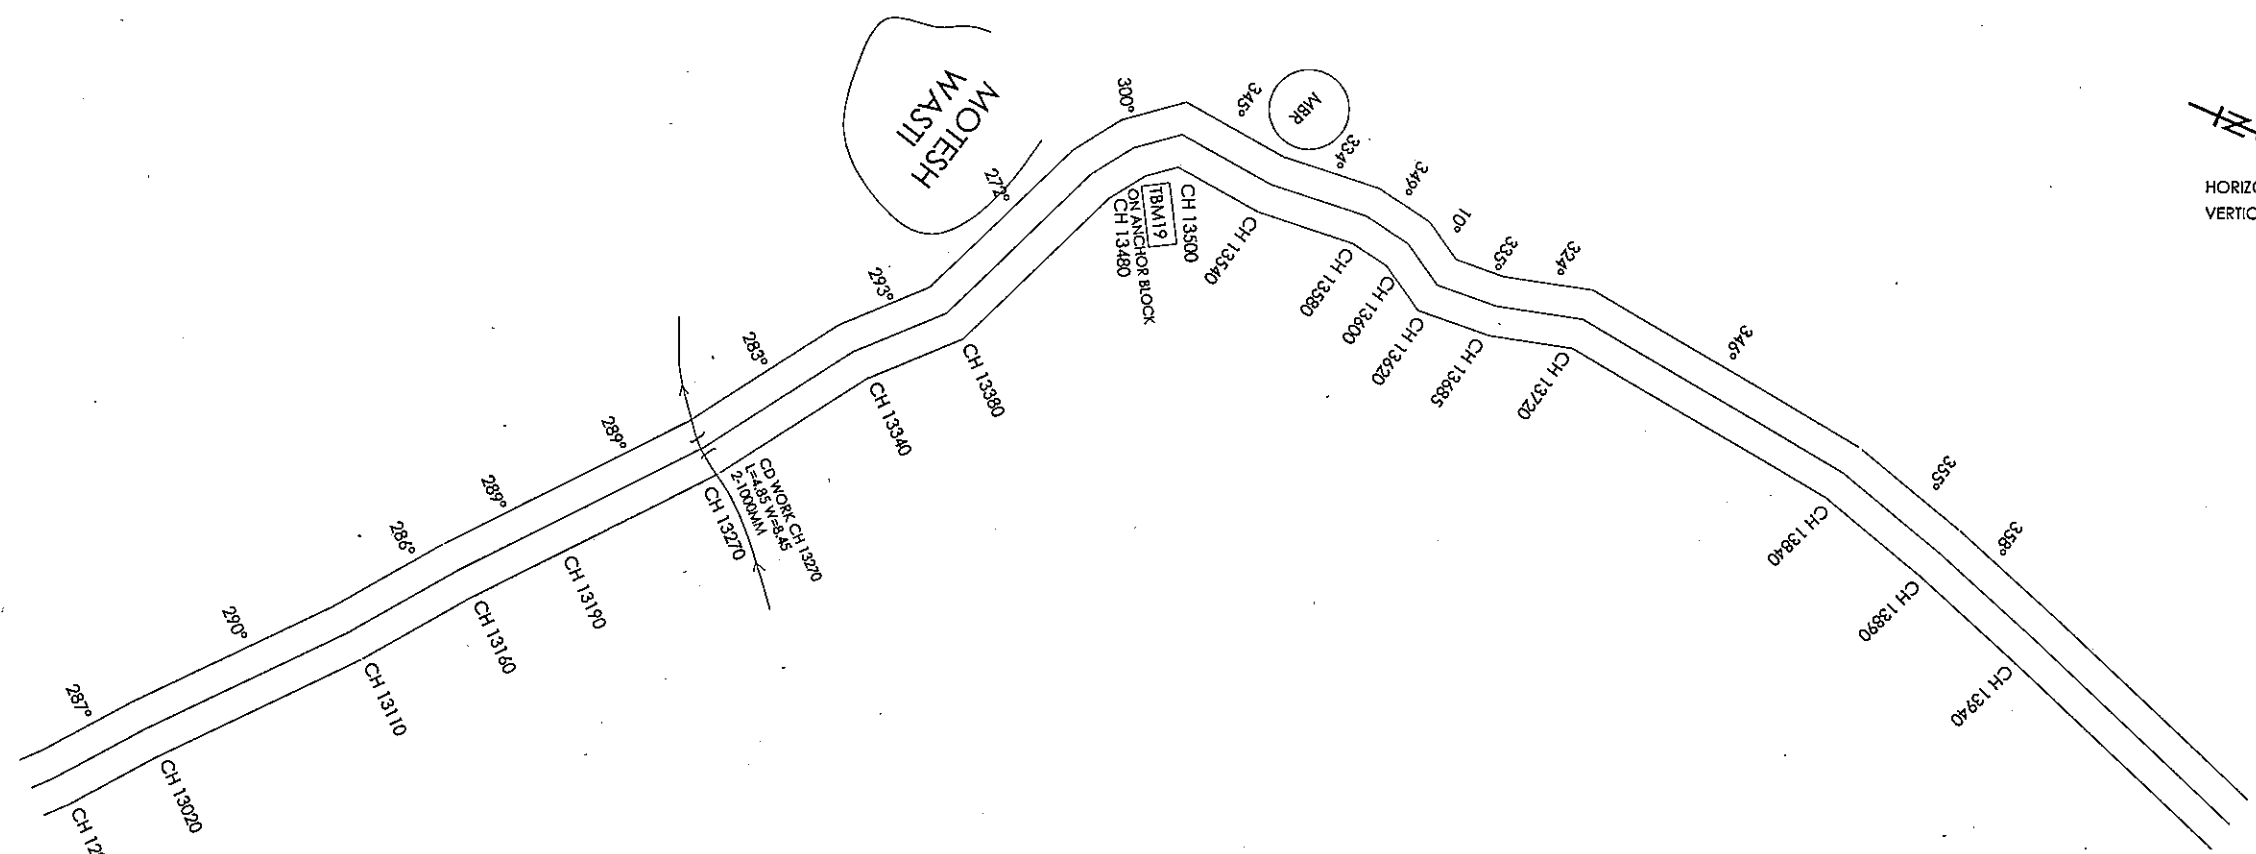 MOTESH
WASTI
MBR
HORIZO
VERTIC
287°
290°
286°
289°
289°
283°
293°
272°
300°
345°
334°
349°
10°
335°
324°
346°
355°
358°
CH 13020
CH 13110
CH 13160
CH 13190
CH 13270
CD WORK CH 13270
L=4.85 W=8.45
2-1000MM
CH 13340
CH 13380
CH 13480
ON ANCHOR BLOCK
TBM19
CH 13500
CH 13540
CH 13580
CH 13600
CH 13620
CH 13685
CH 13720
CH 13840
CH 13890
CH 13940